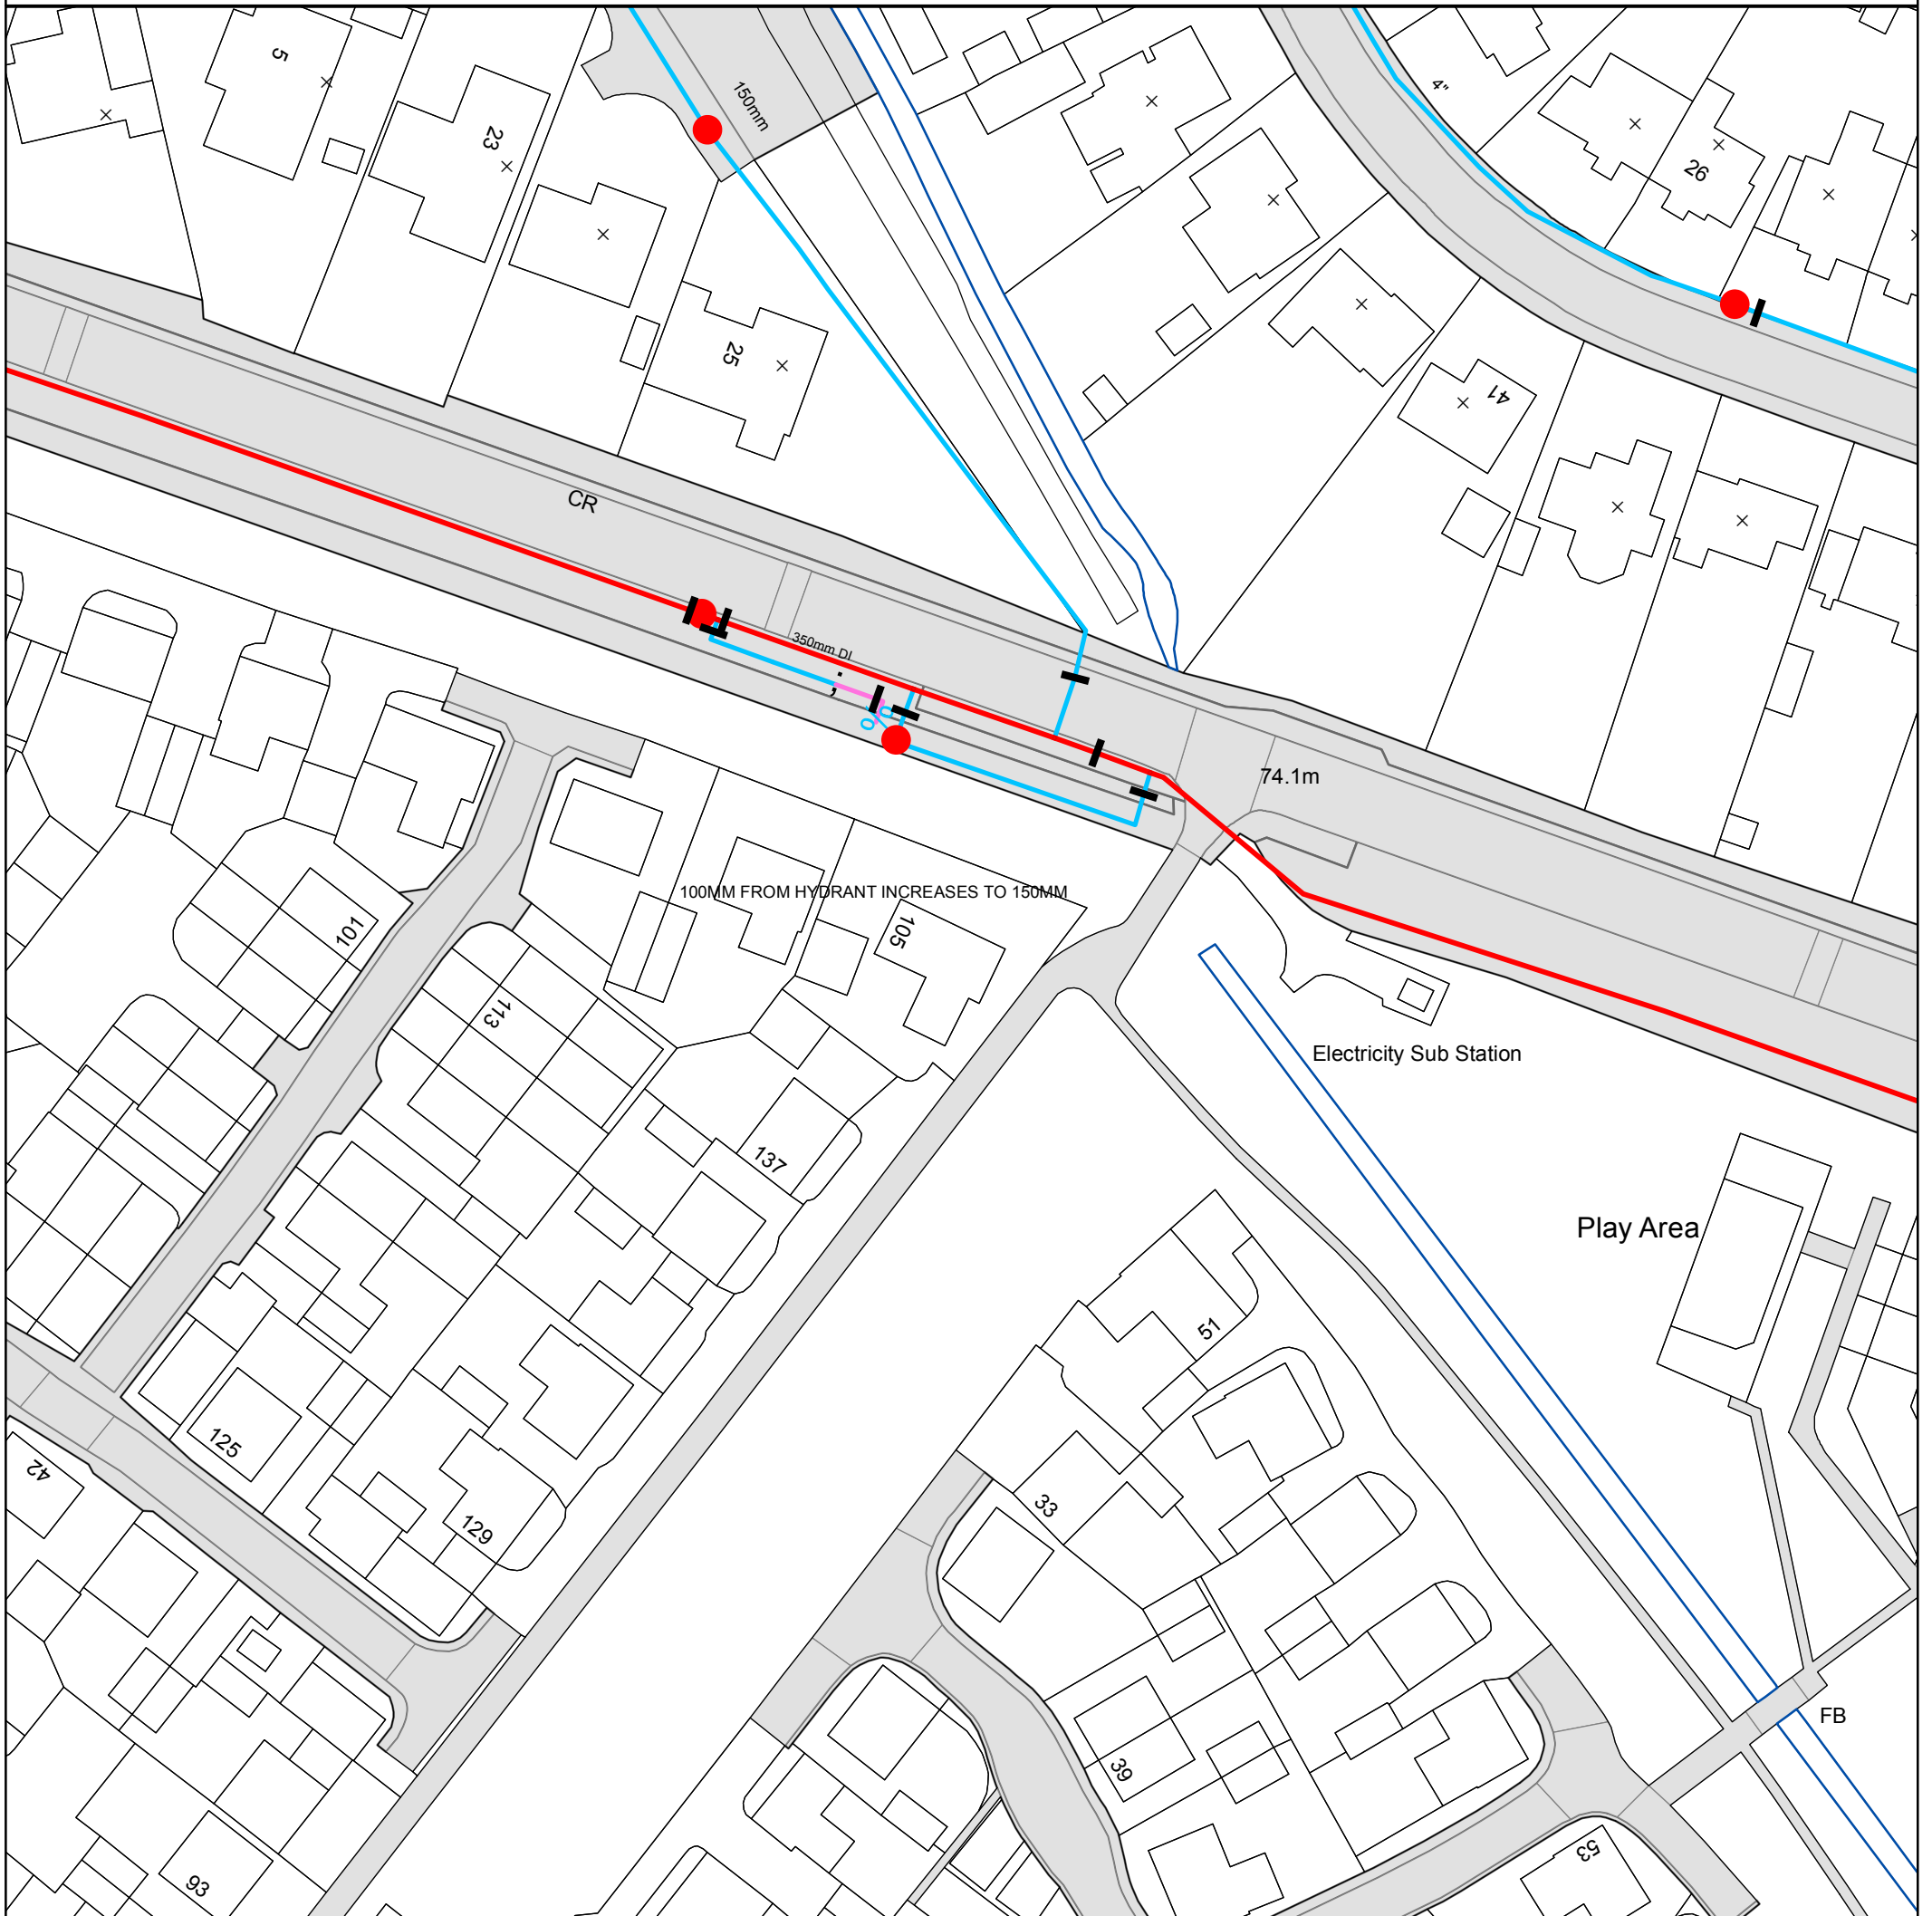 5
23
150mm
4"
26
25
41
CR
350mm DI
74.1m
100MM FROM HYDRANT INCREASES TO 150MM
101
105
113
Electricity Sub Station
137
Play Area
51
125
42
33
129
FB
39
53
93